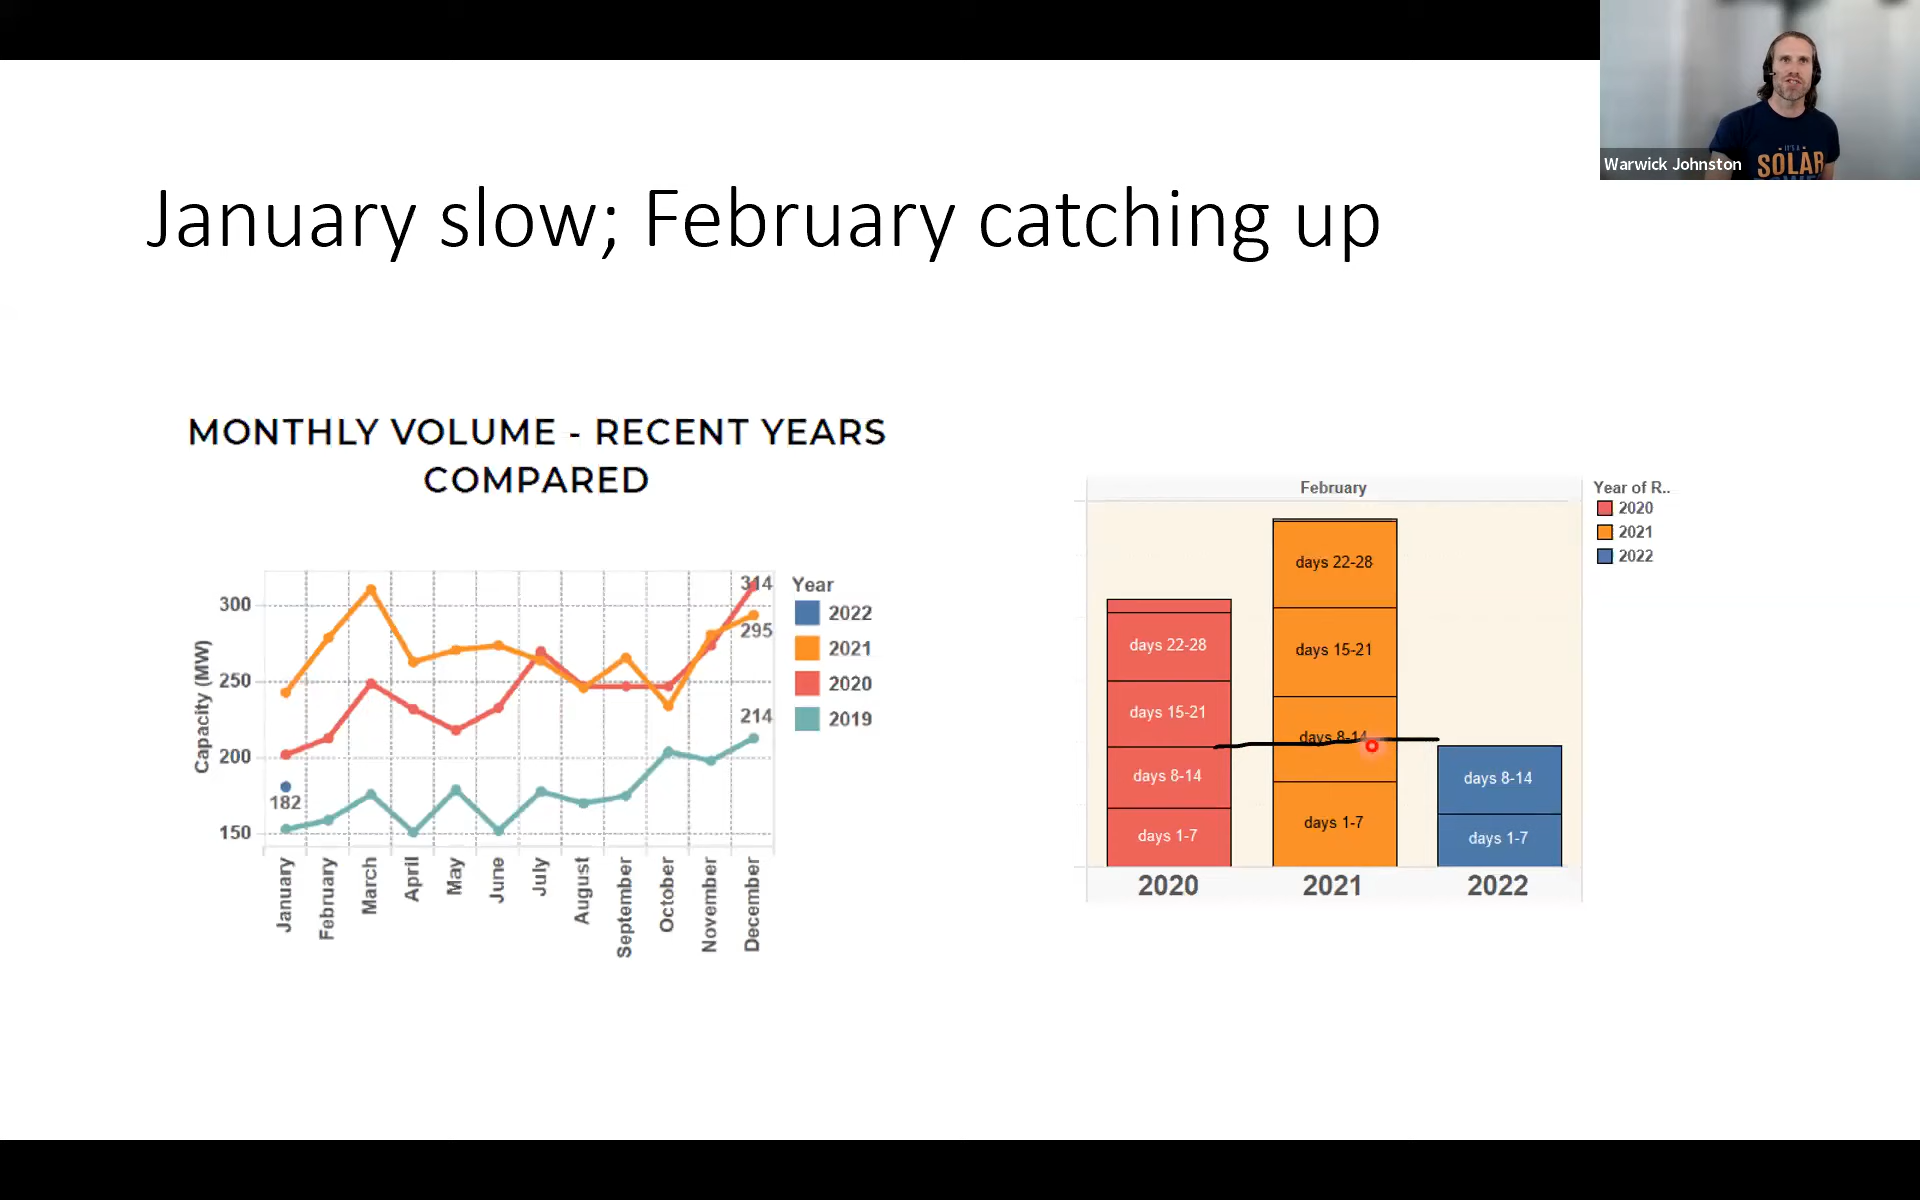 Warwick Johnston
IT'S A
SOLAR
January slow; February catching up
MONTHLY VOLUME - RECENT YEARS
COMPARED
Capacity (MW)
300
250
200
150
314
295
214
182
January
February
March
April
May
June
July
August
September
October
November
December
Year
2022
2021
2020
2019
February
days 22-28
days 15-21
days 8-14
days 1-7
2020
days 22-28
days 15-21
days 8-14
days 1-7
2021
days 8-14
days 1-7
2022
Year of R..
2020
2021
2022